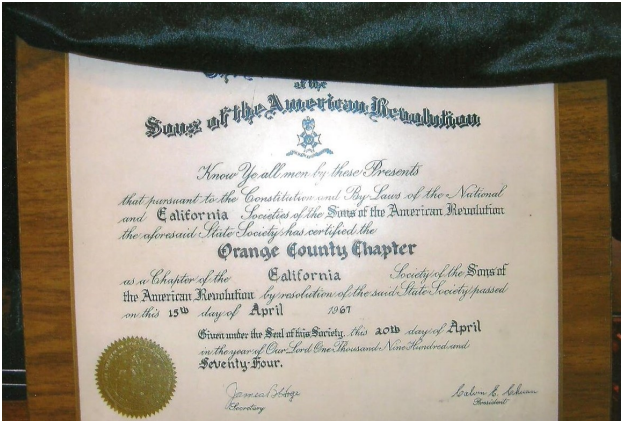 of the
Sons of the American Revolution
Know Ye all men by these Presents
that pursuant to the Constitution and By-Laws of the National
and California Societies of the Sons of the American Revolution
the aforesaid State Society has certified the
Orange County Chapter
as a Chapter of the California Society of the Sons of
the American Revolution by resolution of the said State Society passed
on this 15th day of April 1967
Given under the Seal of this Society, this 20th day of April
in the year of Our Lord One Thousand Nine Hundred and
Seventy-Four.
Secretary
President